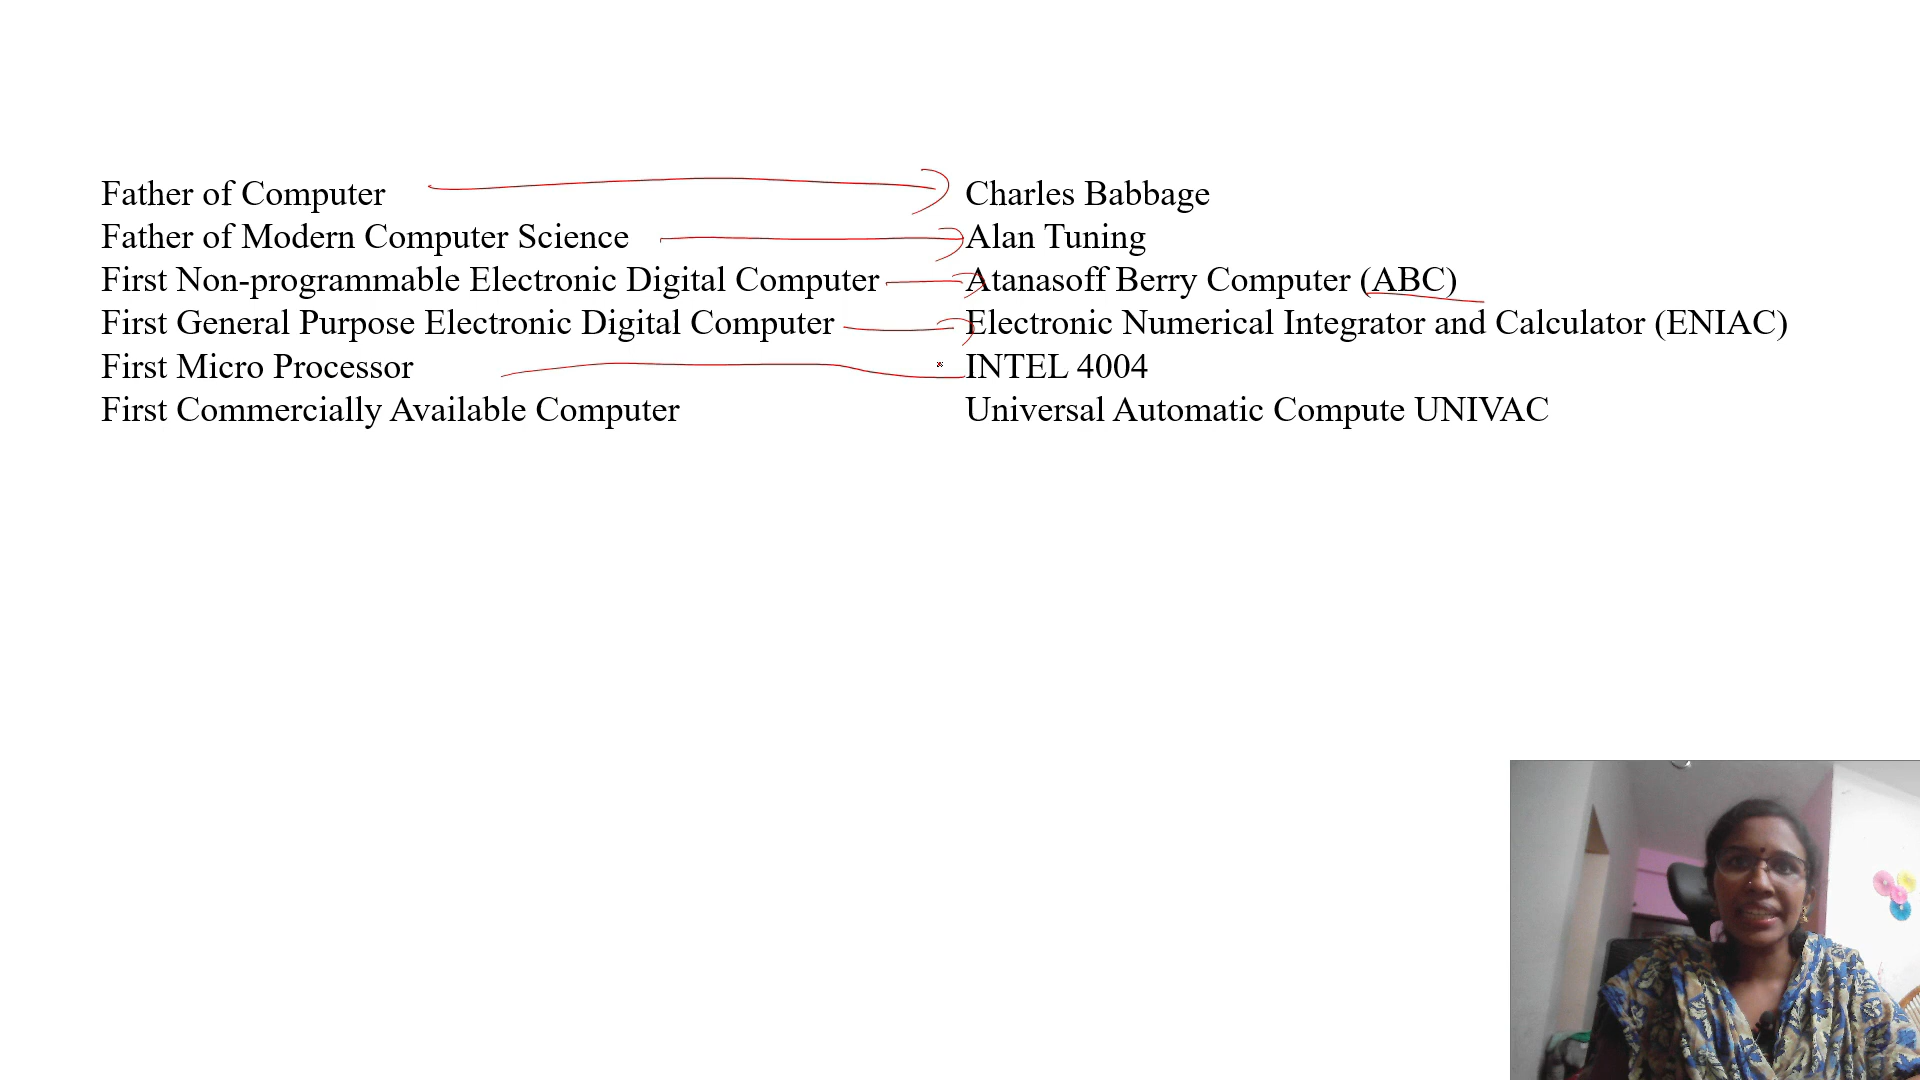 Father of Computer Charles Babbage
Father of Modern Computer Science Alan Tuning
First Non-programmable Electronic Digital Computer Atanasoff Berry Computer (ABC)
First General Purpose Electronic Digital Computer Electronic Numerical Integrator and Calculator (ENIAC)
First Micro Processor INTEL 4004
First Commercially Available Computer Universal Automatic Compute UNIVAC